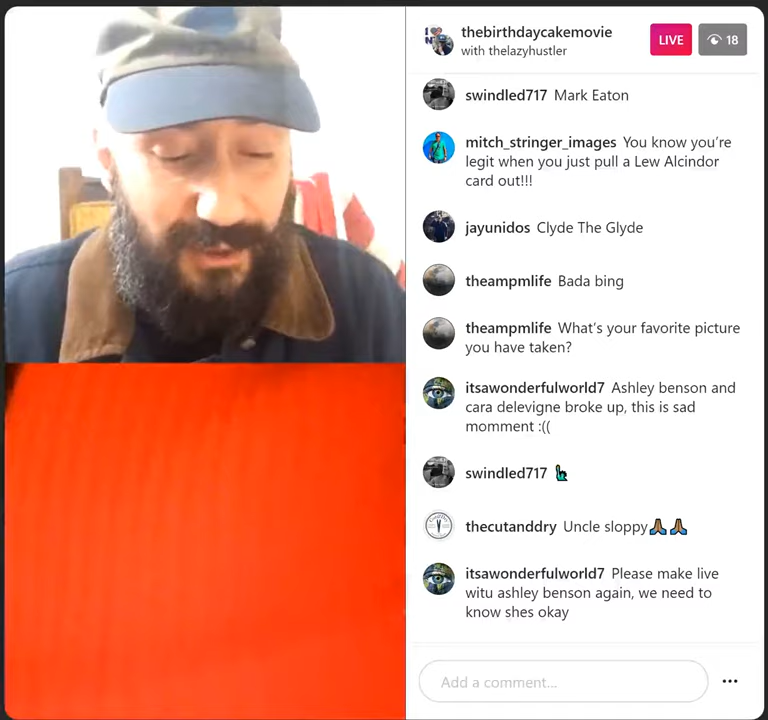 thebirthdaycakemovie
with thelazyhustler
LIVE
18
swindled717 Mark Eaton
mitch_stringer_images You know you're
legit when you just pull a Lew Alcindor
card out!!!
jayunidos Clyde The Glyde
theampmlife Bada bing
theampmlife What's your favorite picture
you have taken?
itsawonderfulworld7 Ashley benson and
cara delevigne broke up, this is sad
momment :((
swindled717
thecutanddry Uncle sloppy🙏🏾🙏🏾
itsawonderfulworld7 Please make live
witu ashley benson again, we need to
know shes okay
Add a comment...